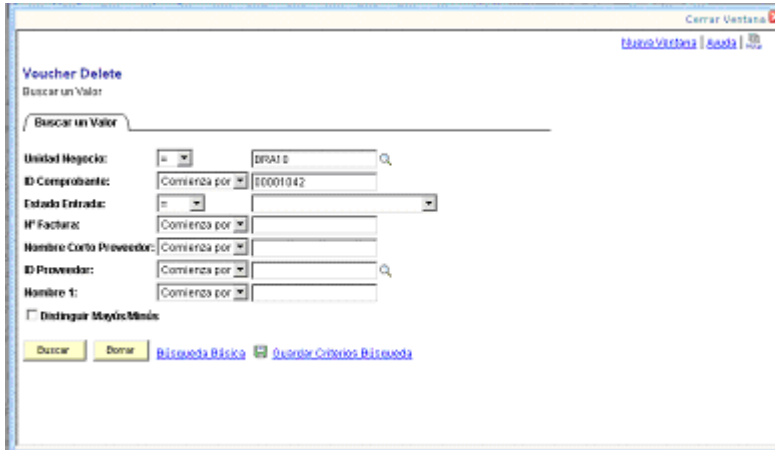 Cerrar Ventana
Nueva Ventana | Ayuda |
Voucher Delete
Buscar un Valor
Buscar un Valor
Unidad Negocio: = BRA10
ID Comprobante: Comienza por 00001042
Estado Entrada: =
Nº Factura: Comienza por
Nombre Corto Proveedor: Comienza por
ID Proveedor: Comienza por
Nombre 1: Comienza por
Distinguir Mayús/Minús
Buscar Borrar Búsqueda Básica Guardar Criterios Búsqueda